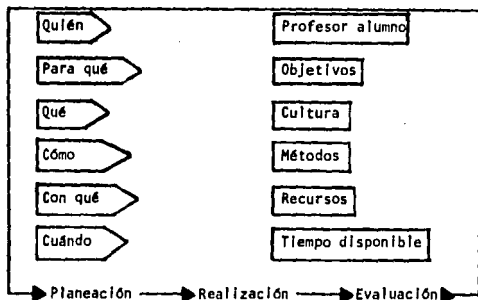 Quién Profesor alumno
Para qué Objetivos
Qué Cultura
Cómo Métodos
Con qué Recursos
Cuándo Tiempo disponible
Planeación Realización Evaluación